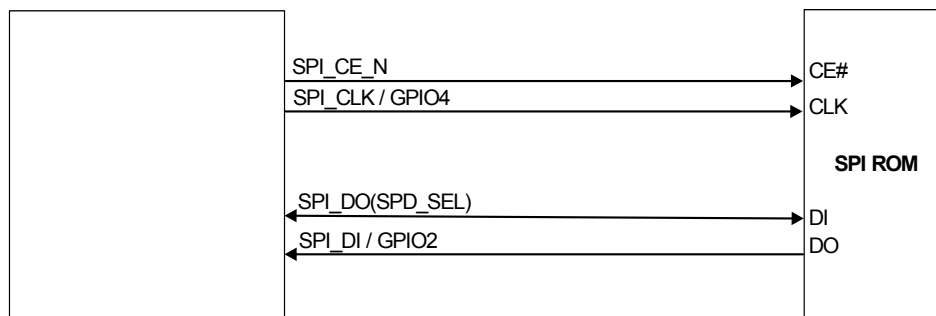 SPI_CE_N
CE#
SPI_CLK / GPIO4
CLK
SPI ROM
SPI_DO(SPD_SEL)
DI
SPI_DI / GPIO2
DO